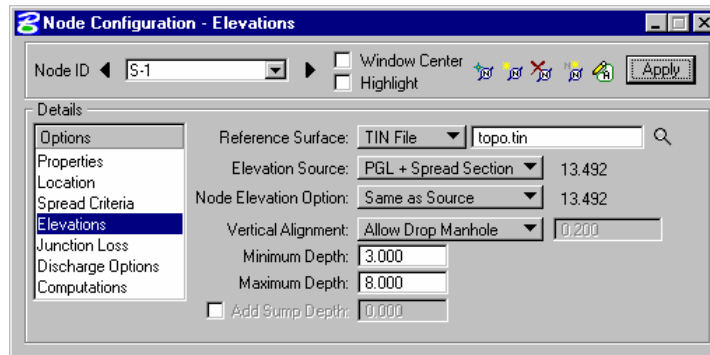 Node Configuration - Elevations
Node ID S-1 Window Center Apply
Highlight
Details
Options
Properties
Location
Spread Criteria
Elevations
Junction Loss
Discharge Options
Computations
Reference Surface: TIN File topo.tin
Elevation Source: PGL + Spread Section 13.492
Node Elevation Option: Same as Source 13.492
Vertical Alignment: Allow Drop Manhole 0.200
Minimum Depth: 3.000
Maximum Depth: 8.000
Add Sump Depth: 0.000